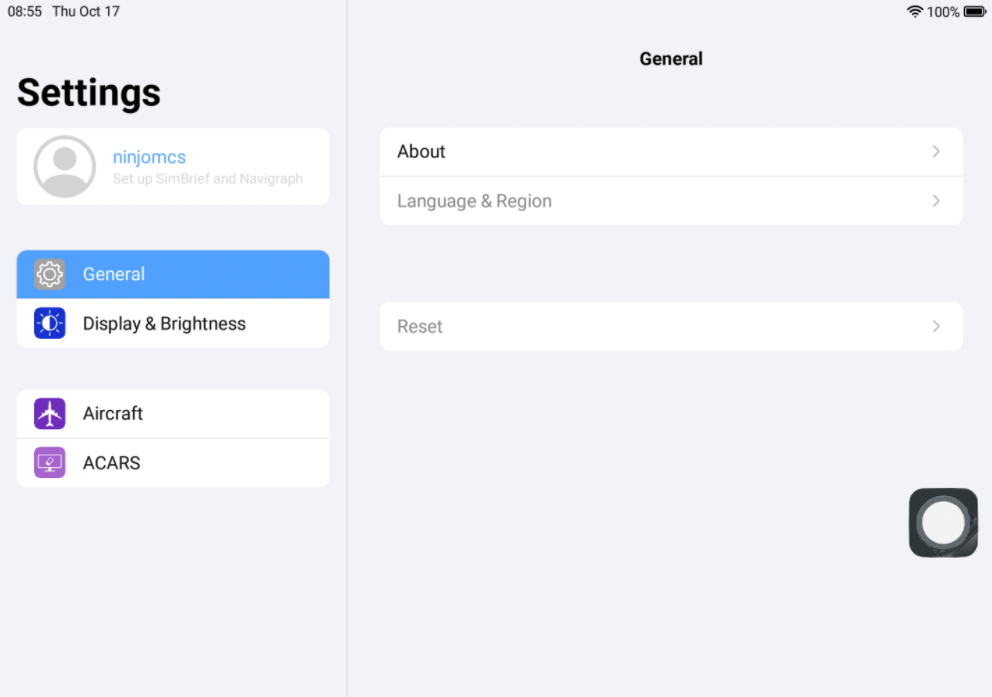 08:55 Thu Oct 17
100%
Settings
ninjomcs
Set up SimBrief and Navigraph
General
Display & Brightness
Aircraft
ACARS
General
About
Language & Region
Reset